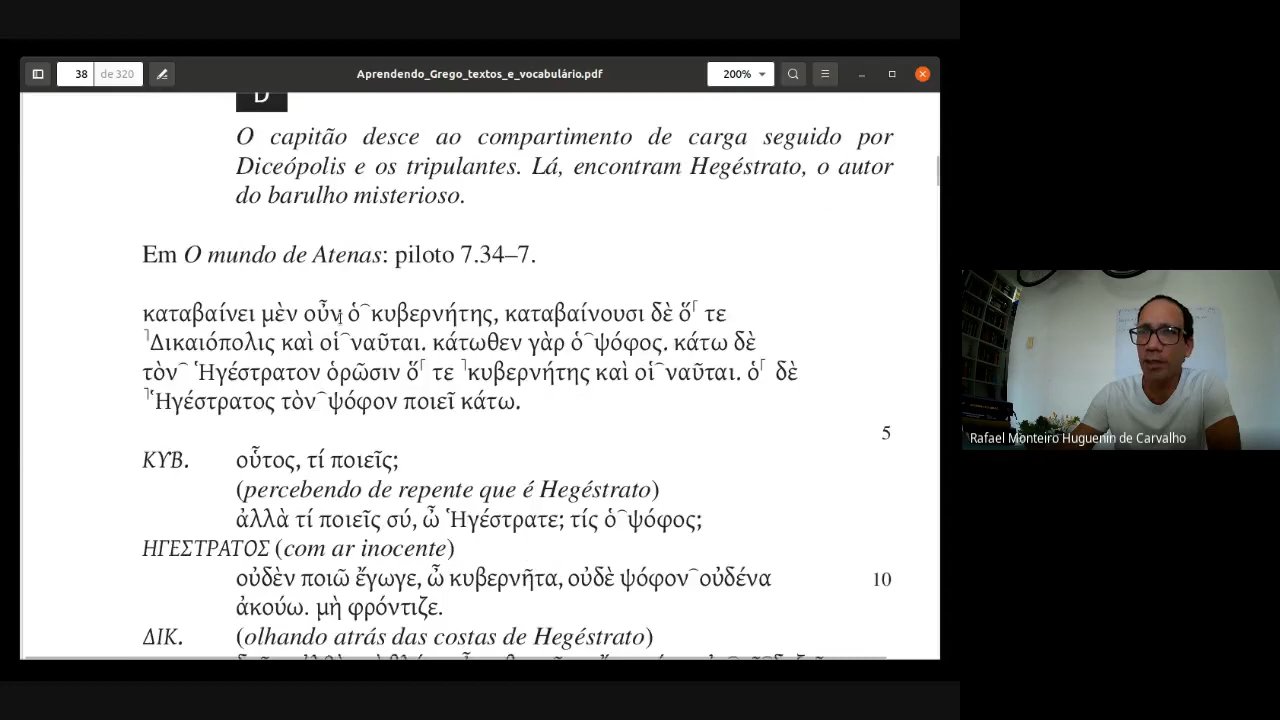 38 de 320
Aprendendo_Grego_textos_e_vocabulário.pdf
200%
D
O capitão desce ao compartimento de carga seguido por
Diceópolis e os tripulantes. Lá, encontram Hegéstrato, o autor
do barulho misterioso.
Em O mundo de Atenas: piloto 7.34–7.
καταβαίνει μὲν οὖν ὁ⁀κυβερνήτης, καταβαίνουσι δὲ ὅ⸢ τε
⸣Δικαιόπολις καὶ οἱ⁀ναῦται. κάτωθεν γὰρ ὁ⁀ψόφος. κάτω δὲ
τὸν⁀ Ἡγέστρατον ὁρῶσιν ὅ⸢ τε ⸣κυβερνήτης καὶ οἱ⁀ναῦται. ὁ⸢ δὲ
⸣Ἡγέστρατος τὸν⁀ψόφον ποιεῖ κάτω.
5
ΚΥΒ. οὗτος, τί ποιεῖς;
(percebendo de repente que é Hegéstrato)
ἀλλὰ τί ποιεῖς σύ, ὦ Ἡγέστρατε; τίς ὁ⁀ψόφος;
ΗΓΕΣΤΡΑΤΟΣ (com ar inocente)
οὐδὲν ποιῶ ἔγωγε, ὦ κυβερνῆτα, οὐδὲ ψόφον⁀οὐδένα 10
ἀκούω. μὴ φρόντιζε.
ΔΙΚ. (olhando atrás das costas de Hegéstrato)
Rafael Monteiro Huguenin de Carvalho